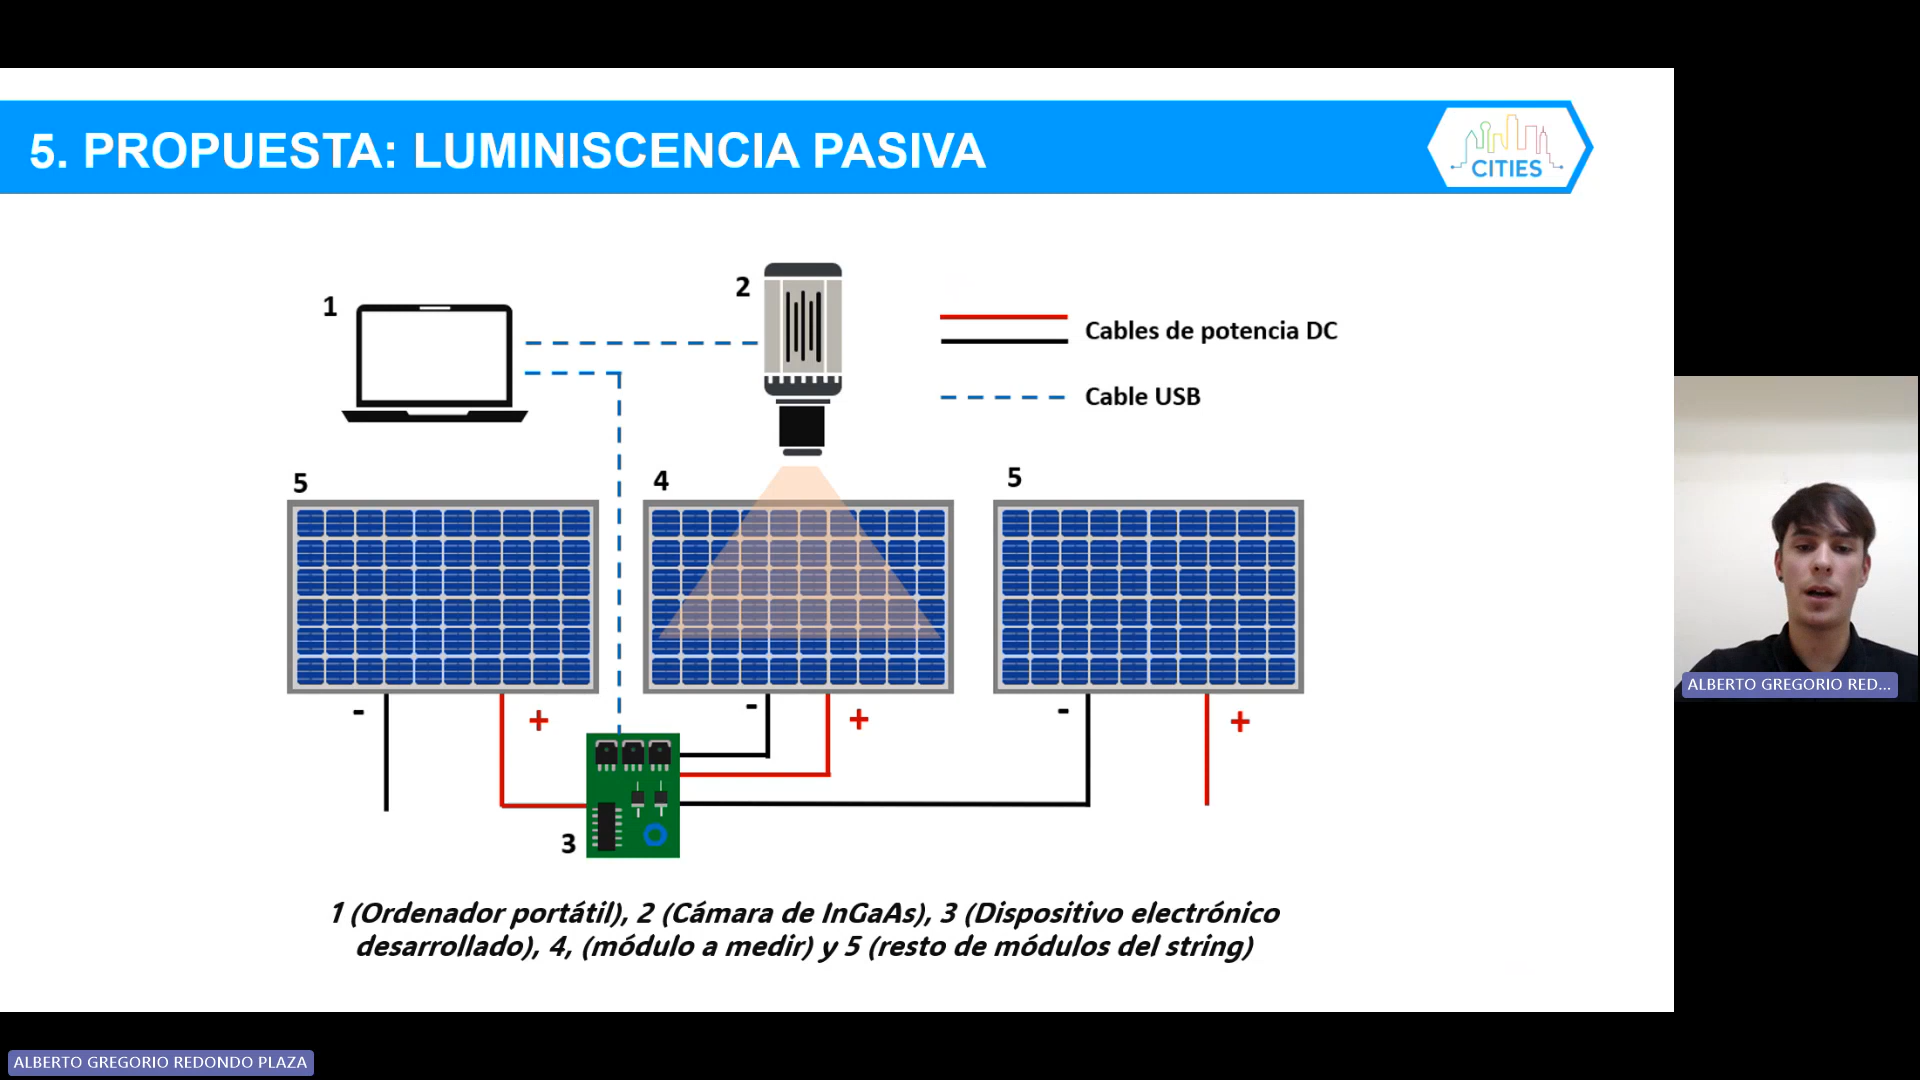 5. PROPUESTA: LUMINISCENCIA PASIVA
CITIES
1
2
Cables de potencia DC
Cable USB
5
4
5
-
+
-
+
-
+
3
1 (Ordenador portátil), 2 (Cámara de InGaAs), 3 (Dispositivo electrónico
desarrollado), 4, (módulo a medir) y 5 (resto de módulos del string)
ALBERTO GREGORIO RED...
ALBERTO GREGORIO REDONDO PLAZA